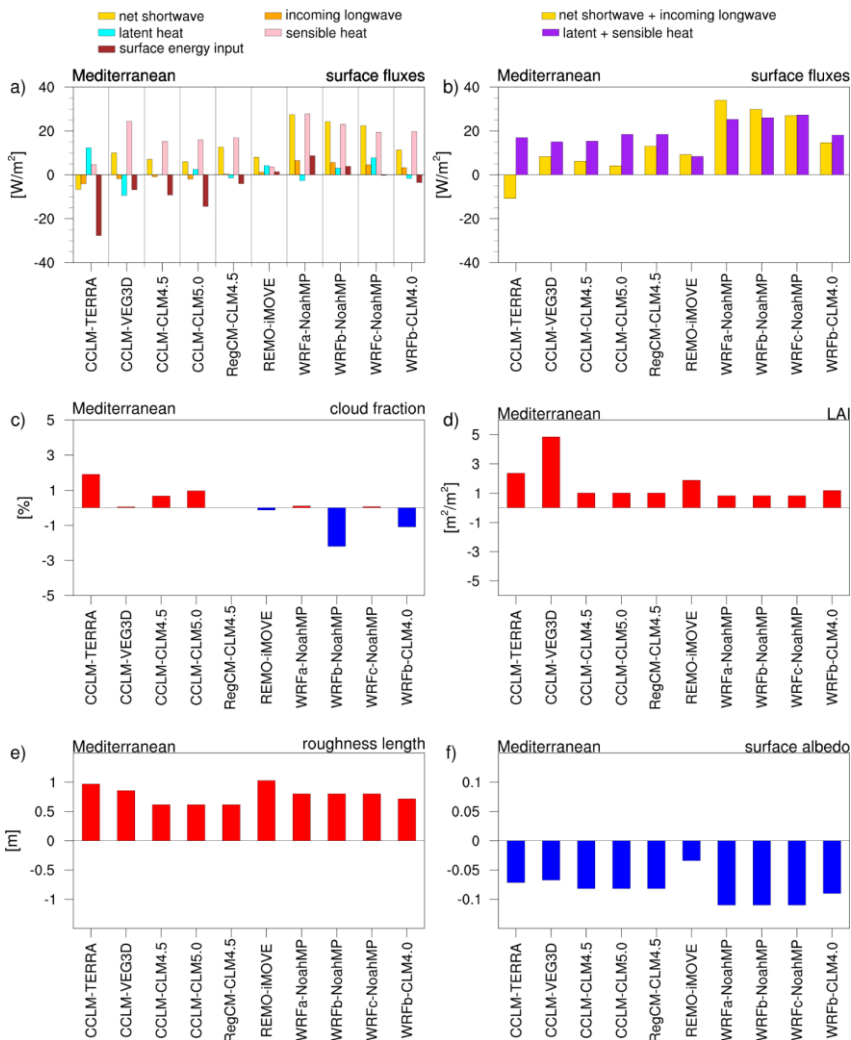 net shortwave
incoming longwave
latent heat
sensible heat
surface energy input
net shortwave + incoming longwave
latent + sensible heat
a)
Mediterranean
surface fluxes
[W/m²]
40
20
0
-20
-40
CCLM-TERRA
CCLM-VEG3D
CCLM-CLM4.5
CCLM-CLM5.0
RegCM-CLM4.5
REMO-iMOVE
WRFa-NoahMP
WRFb-NoahMP
WRFc-NoahMP
WRFb-CLM4.0
b)
Mediterranean
surface fluxes
[W/m²]
40
20
0
-20
-40
CCLM-TERRA
CCLM-VEG3D
CCLM-CLM4.5
CCLM-CLM5.0
RegCM-CLM4.5
REMO-iMOVE
WRFa-NoahMP
WRFb-NoahMP
WRFc-NoahMP
WRFb-CLM4.0
c)
Mediterranean
cloud fraction
[%]
5
3
1
-1
-3
-5
CCLM-TERRA
CCLM-VEG3D
CCLM-CLM4.5
CCLM-CLM5.0
RegCM-CLM4.5
REMO-iMOVE
WRFa-NoahMP
WRFb-NoahMP
WRFc-NoahMP
WRFb-CLM4.0
d)
Mediterranean
LAI
[m²/m²]
5
3
1
-1
-3
-5
CCLM-TERRA
CCLM-VEG3D
CCLM-CLM4.5
CCLM-CLM5.0
RegCM-CLM4.5
REMO-iMOVE
WRFa-NoahMP
WRFb-NoahMP
WRFc-NoahMP
WRFb-CLM4.0
e)
Mediterranean
roughness length
[m]
1
0.5
0
-0.5
-1
CCLM-TERRA
CCLM-VEG3D
CCLM-CLM4.5
CCLM-CLM5.0
RegCM-CLM4.5
REMO-iMOVE
WRFa-NoahMP
WRFb-NoahMP
WRFc-NoahMP
WRFb-CLM4.0
f)
Mediterranean
surface albedo
0.1
0.05
0
-0.05
-0.1
CCLM-TERRA
CCLM-VEG3D
CCLM-CLM4.5
CCLM-CLM5.0
RegCM-CLM4.5
REMO-iMOVE
WRFa-NoahMP
WRFb-NoahMP
WRFc-NoahMP
WRFb-CLM4.0